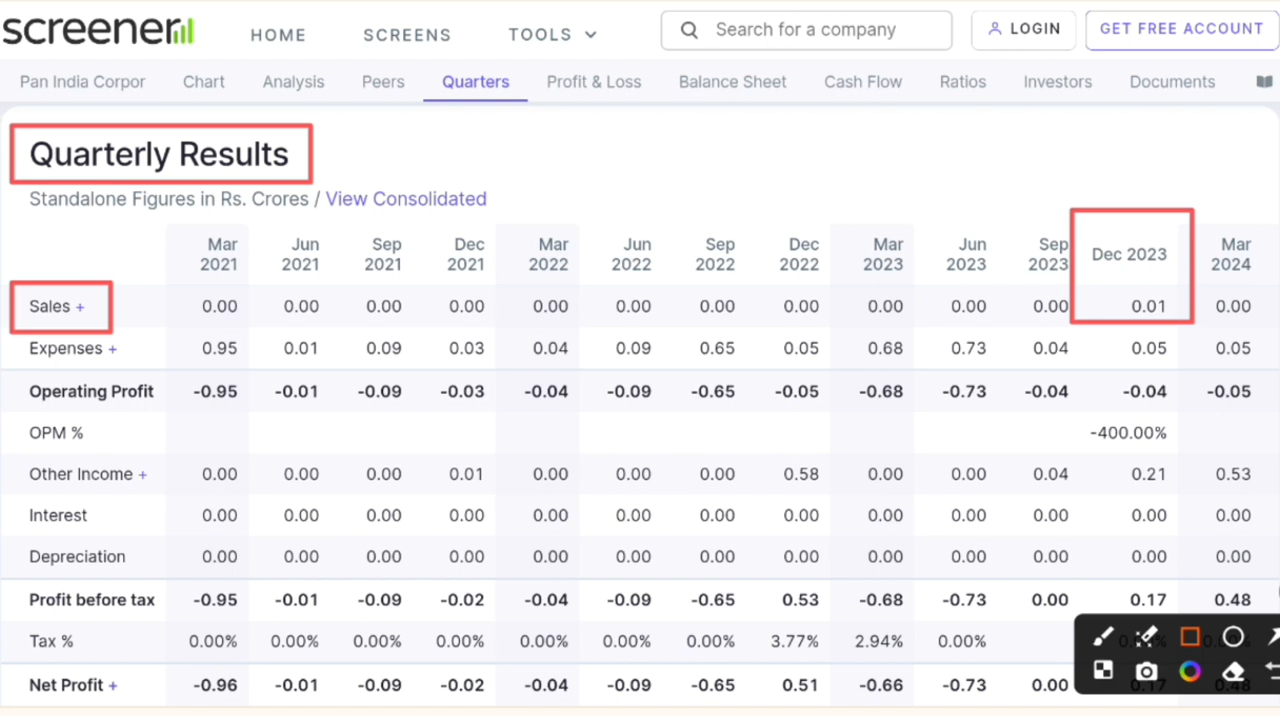 screener
HOME SCREENS TOOLS
Search for a company
LOGIN
GET FREE ACCOUNT
Pan India Corpor Chart Analysis Peers Quarters Profit & Loss Balance Sheet Cash Flow Ratios Investors Documents
Quarterly Results
Standalone Figures in Rs. Crores / View Consolidated
Mar 2021 Jun 2021 Sep 2021 Dec 2021 Mar 2022 Jun 2022 Sep 2022 Dec 2022 Mar 2023 Jun 2023 Sep 2023 Dec 2023 Mar 2024
Sales + 0.00 0.00 0.00 0.00 0.00 0.00 0.00 0.00 0.00 0.00 0.00 0.01 0.00
Expenses + 0.95 0.01 0.09 0.03 0.04 0.09 0.65 0.05 0.68 0.73 0.04 0.05 0.05
Operating Profit -0.95 -0.01 -0.09 -0.03 -0.04 -0.09 -0.65 -0.05 -0.68 -0.73 -0.04 -0.04 -0.05
OPM % -400.00%
Other Income + 0.00 0.00 0.00 0.01 0.00 0.00 0.00 0.58 0.00 0.00 0.04 0.21 0.53
Interest 0.00 0.00 0.00 0.00 0.00 0.00 0.00 0.00 0.00 0.00 0.00 0.00 0.00
Depreciation 0.00 0.00 0.00 0.00 0.00 0.00 0.00 0.00 0.00 0.00 0.00 0.00 0.00
Profit before tax -0.95 -0.01 -0.09 -0.02 -0.04 -0.09 -0.65 0.53 -0.68 -0.73 0.00 0.17 0.48
Tax % 0.00% 0.00% 0.00% 0.00% 0.00% 0.00% 0.00% 3.77% 2.94% 0.00%
Net Profit + -0.96 -0.01 -0.09 -0.02 -0.04 -0.09 -0.65 0.51 -0.66 -0.73 0.00 0.17 0.48